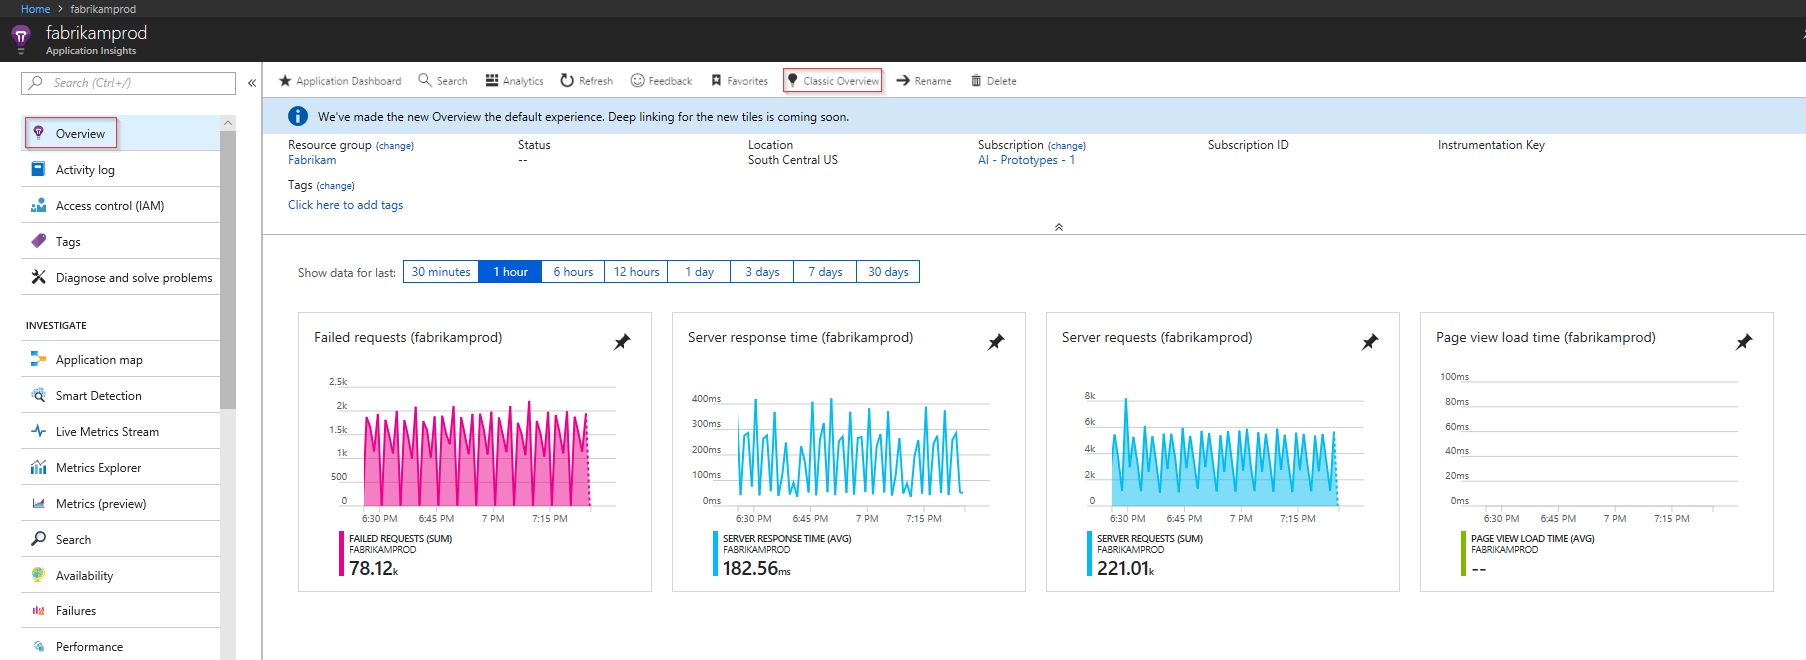 Home > fabrikamprod
fabrikamprod
Application Insights
Search (Ctrl+/)
«
Overview
Activity log
Access control (IAM)
Tags
Diagnose and solve problems
INVESTIGATE
Application map
Smart Detection
Live Metrics Stream
Metrics Explorer
Metrics (preview)
Search
Availability
Failures
Performance
Application Dashboard Search Analytics Refresh Feedback Favorites Classic Overview Rename Delete
We've made the new Overview the default experience. Deep linking for the new tiles is coming soon.
Resource group (change)
Fabrikam
Status
--
Location
South Central US
Subscription (change)
AI - Prototypes - 1
Subscription ID
Instrumentation Key
Tags (change)
Click here to add tags
Show data for last: 30 minutes 1 hour 6 hours 12 hours 1 day 3 days 7 days 30 days
Failed requests (fabrikamprod)
2.5k
2k
1.5k
1k
500
0
6:30 PM 6:45 PM 7 PM 7:15 PM
FAILED REQUESTS (SUM)
FABRIKAMPROD
78.12k
Server response time (fabrikamprod)
400ms
300ms
200ms
100ms
0ms
6:30 PM 6:45 PM 7 PM 7:15 PM
SERVER RESPONSE TIME (AVG)
FABRIKAMPROD
182.56ms
Server requests (fabrikamprod)
8k
6k
4k
2k
0
6:30 PM 6:45 PM 7 PM 7:15 PM
SERVER REQUESTS (SUM)
FABRIKAMPROD
221.01k
Page view load time (fabrikamprod)
100ms
80ms
60ms
40ms
20ms
0ms
6:30 PM 6:45 PM 7 PM 7:15 PM
PAGE VIEW LOAD TIME (AVG)
FABRIKAMPROD
--